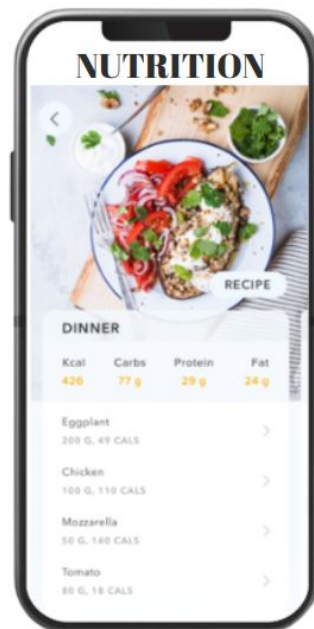 NUTRITION
RECIPE
DINNER
Kcal Carbs Protein Fat
426 77 g 29 g 24 g
Eggplant
200 G, 49 CALS
Chicken
100 G, 110 CALS
Mozzarella
50 G, 140 CALS
Tomato
80 G, 18 CALS